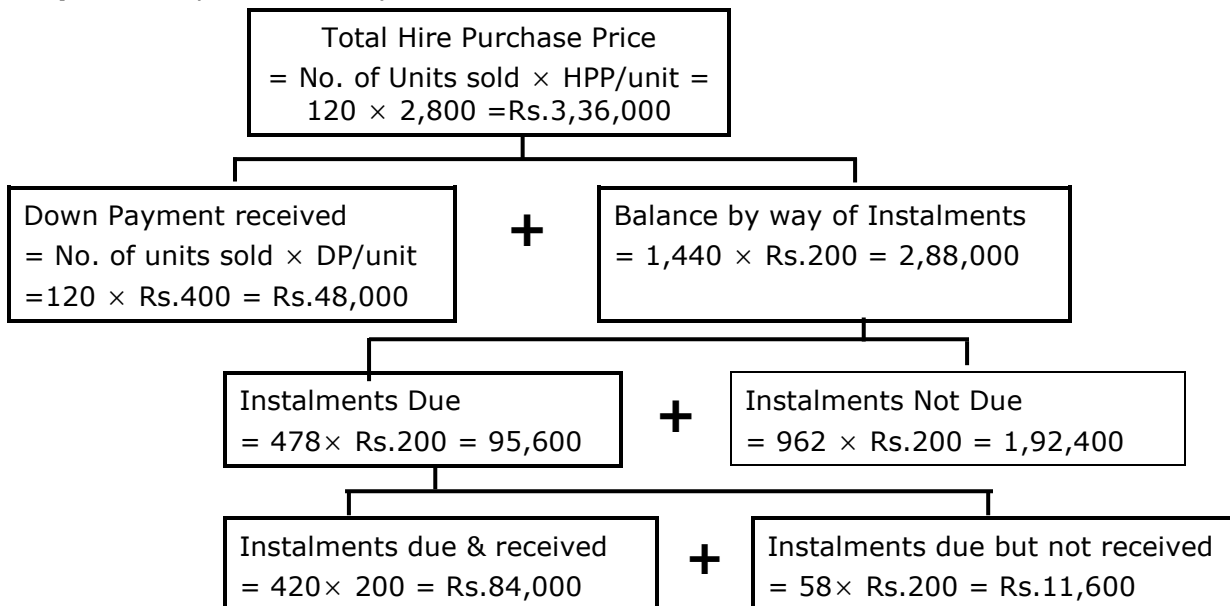 Total Hire Purchase Price
= No. of Units sold × HPP/unit =
120 × 2,800 =Rs.3,36,000
Down Payment received
= No. of units sold × DP/unit
=120 × Rs.400 = Rs.48,000
+
Balance by way of Instalments
= 1,440 × Rs.200 = 2,88,000
Instalments Due
= 478× Rs.200 = 95,600
+
Instalments Not Due
= 962 × Rs.200 = 1,92,400
Instalments due & received
= 420× 200 = Rs.84,000
+
Instalments due but not received
= 58× Rs.200 = Rs.11,600